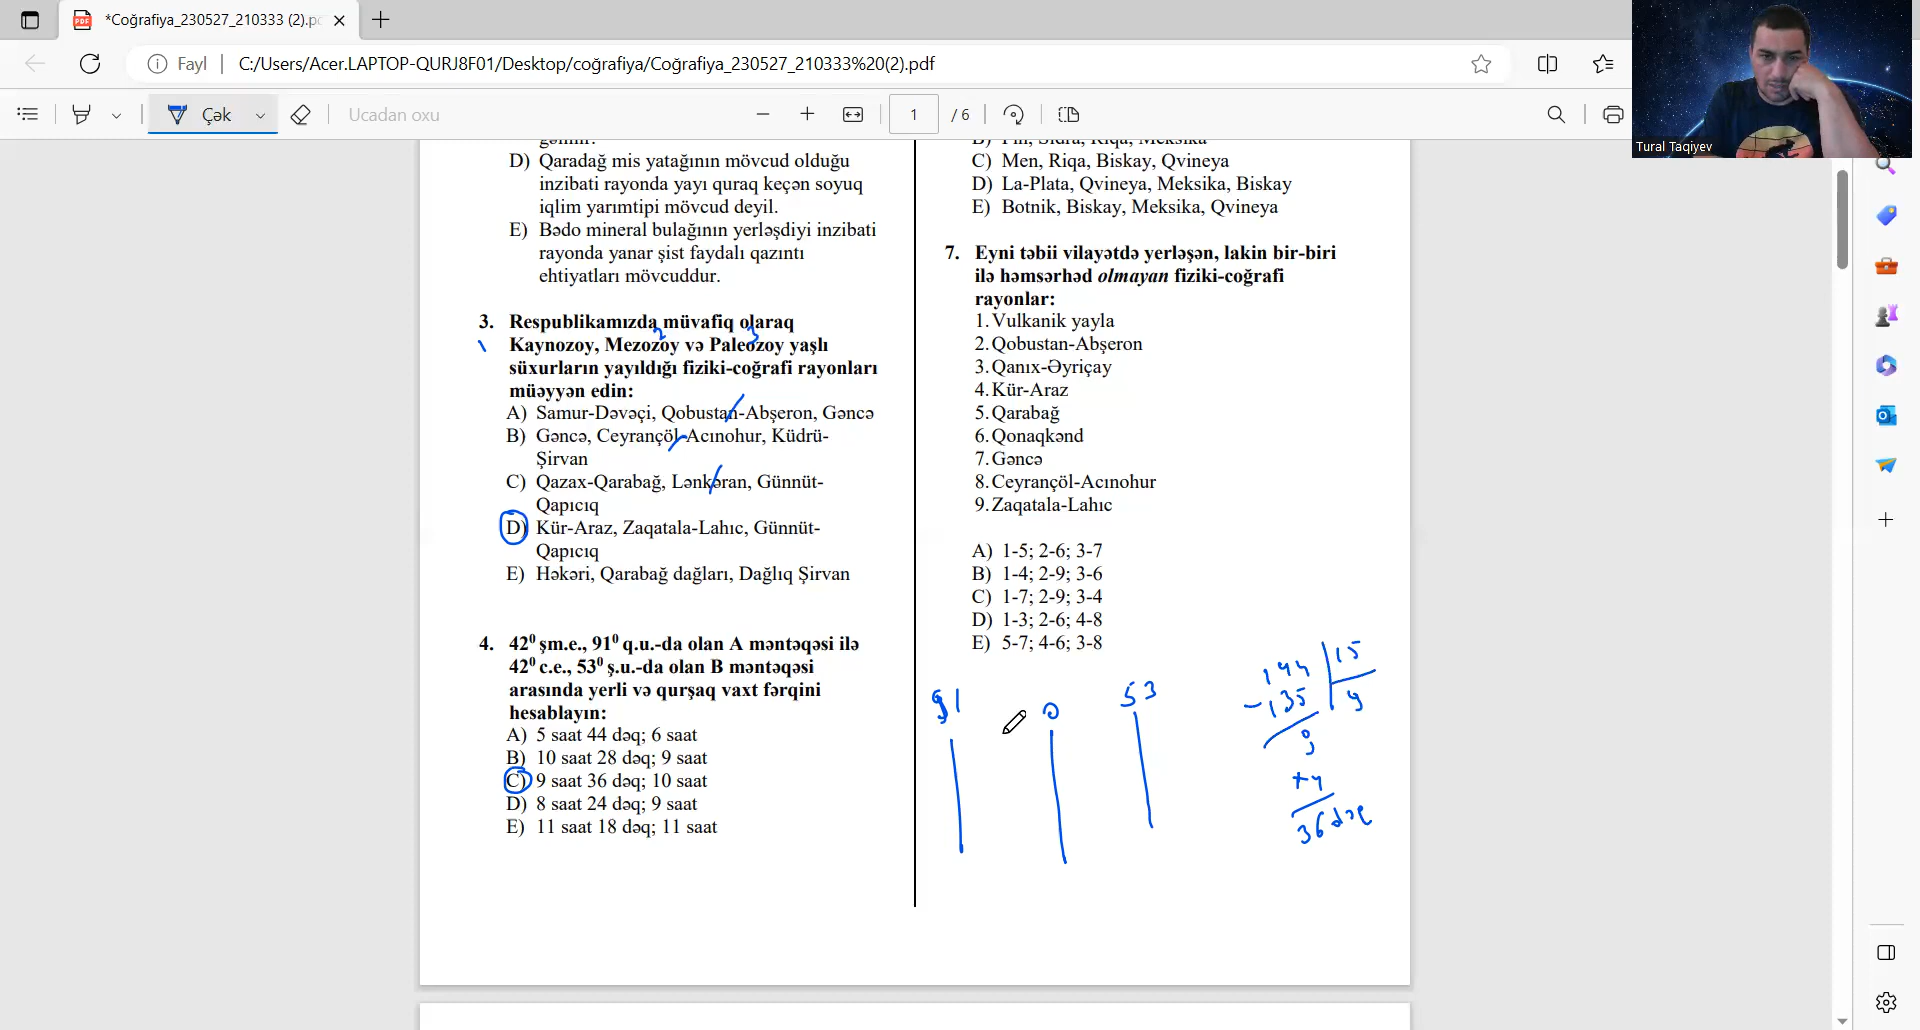 *Coğrafiya_230527_210333 (2).pc
Fayl
C:/Users/Acer.LAPTOP-QURJ8F01/Desktop/coğrafiya/Coğrafiya_230527_210333%20(2).pdf
Çək
Ucadan oxu
1
/ 6
Tural Taqiyev
D) Qaradağ mis yatağının mövcud olduğu
inzibati rayonda yayı quraq keçən soyuq
iqlim yarımtipi mövcud deyil.
E) Bədo mineral bulağının yerləşdiyi inzibati
rayonda yanar şist faydalı qazıntı
ehtiyatları mövcuddur.
3. Respublikamızda müvafiq olaraq
Kaynozoy, Mezozoy və Paleozoy yaşlı
süxurların yayıldığı fiziki-coğrafi rayonları
müəyyən edin:
A) Samur-Dəvəçi, Qobustan-Abşeron, Gəncə
B) Gəncə, Ceyrançöl-Acınohur, Küdrü-
Şirvan
C) Qazax-Qarabağ, Lənkəran, Günnüt-
Qapıcıq
D) Kür-Araz, Zaqatala-Lahıc, Günnüt-
Qapıcıq
E) Həkəri, Qarabağ dağları, Dağlıq Şirvan
4. 42⁰ şm.e., 91⁰ q.u.-da olan A məntəqəsi ilə
42⁰ c.e., 53⁰ ş.u.-da olan B məntəqəsi
arasında yerli və qurşaq vaxt fərqini
hesablayın:
A) 5 saat 44 dəq; 6 saat
B) 10 saat 28 dəq; 9 saat
C) 9 saat 36 dəq; 10 saat
D) 8 saat 24 dəq; 9 saat
E) 11 saat 18 dəq; 11 saat
B) Fin, Sidra, Riqa, Meksika
C) Men, Riqa, Biskay, Qvineya
D) La-Plata, Qvineya, Meksika, Biskay
E) Botnik, Biskay, Meksika, Qvineya
7. Eyni təbii vilayətdə yerləşən, lakin bir-biri
ilə həmsərhəd olmayan fiziki-coğrafi
rayonlar:
1. Vulkanik yayla
2. Qobustan-Abşeron
3. Qanıx-Əyriçay
4. Kür-Araz
5. Qarabağ
6. Qonaqkənd
7. Gəncə
8. Ceyrançöl-Acınohur
9. Zaqatala-Lahıc
A) 1-5; 2-6; 3-7
B) 1-4; 2-9; 3-6
C) 1-7; 2-9; 3-4
D) 1-3; 2-6; 4-8
E) 5-7; 4-6; 3-8
91 0 53
144 15
-135 9
9
×4
36 dəq